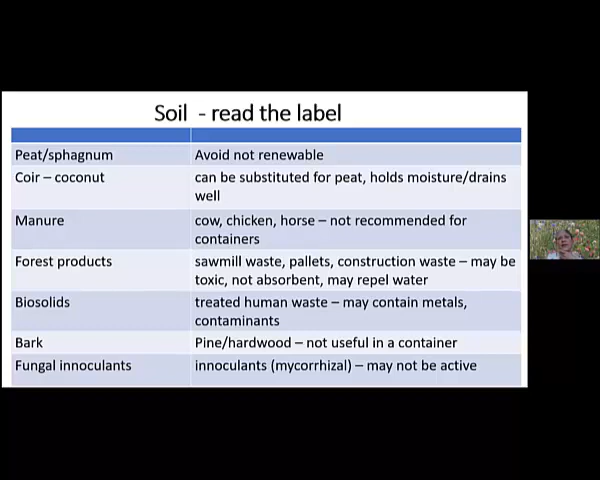 Soil - read the label
Peat/sphagnum
Avoid not renewable
Coir – coconut
can be substituted for peat, holds moisture/drains
well
Manure
cow, chicken, horse – not recommended for
containers
Forest products
sawmill waste, pallets, construction waste – may be
toxic, not absorbent, may repel water
Biosolids
treated human waste – may contain metals,
contaminants
Bark
Pine/hardwood – not useful in a container
Fungal innoculants
innoculants (mycorrhizal) – may not be active